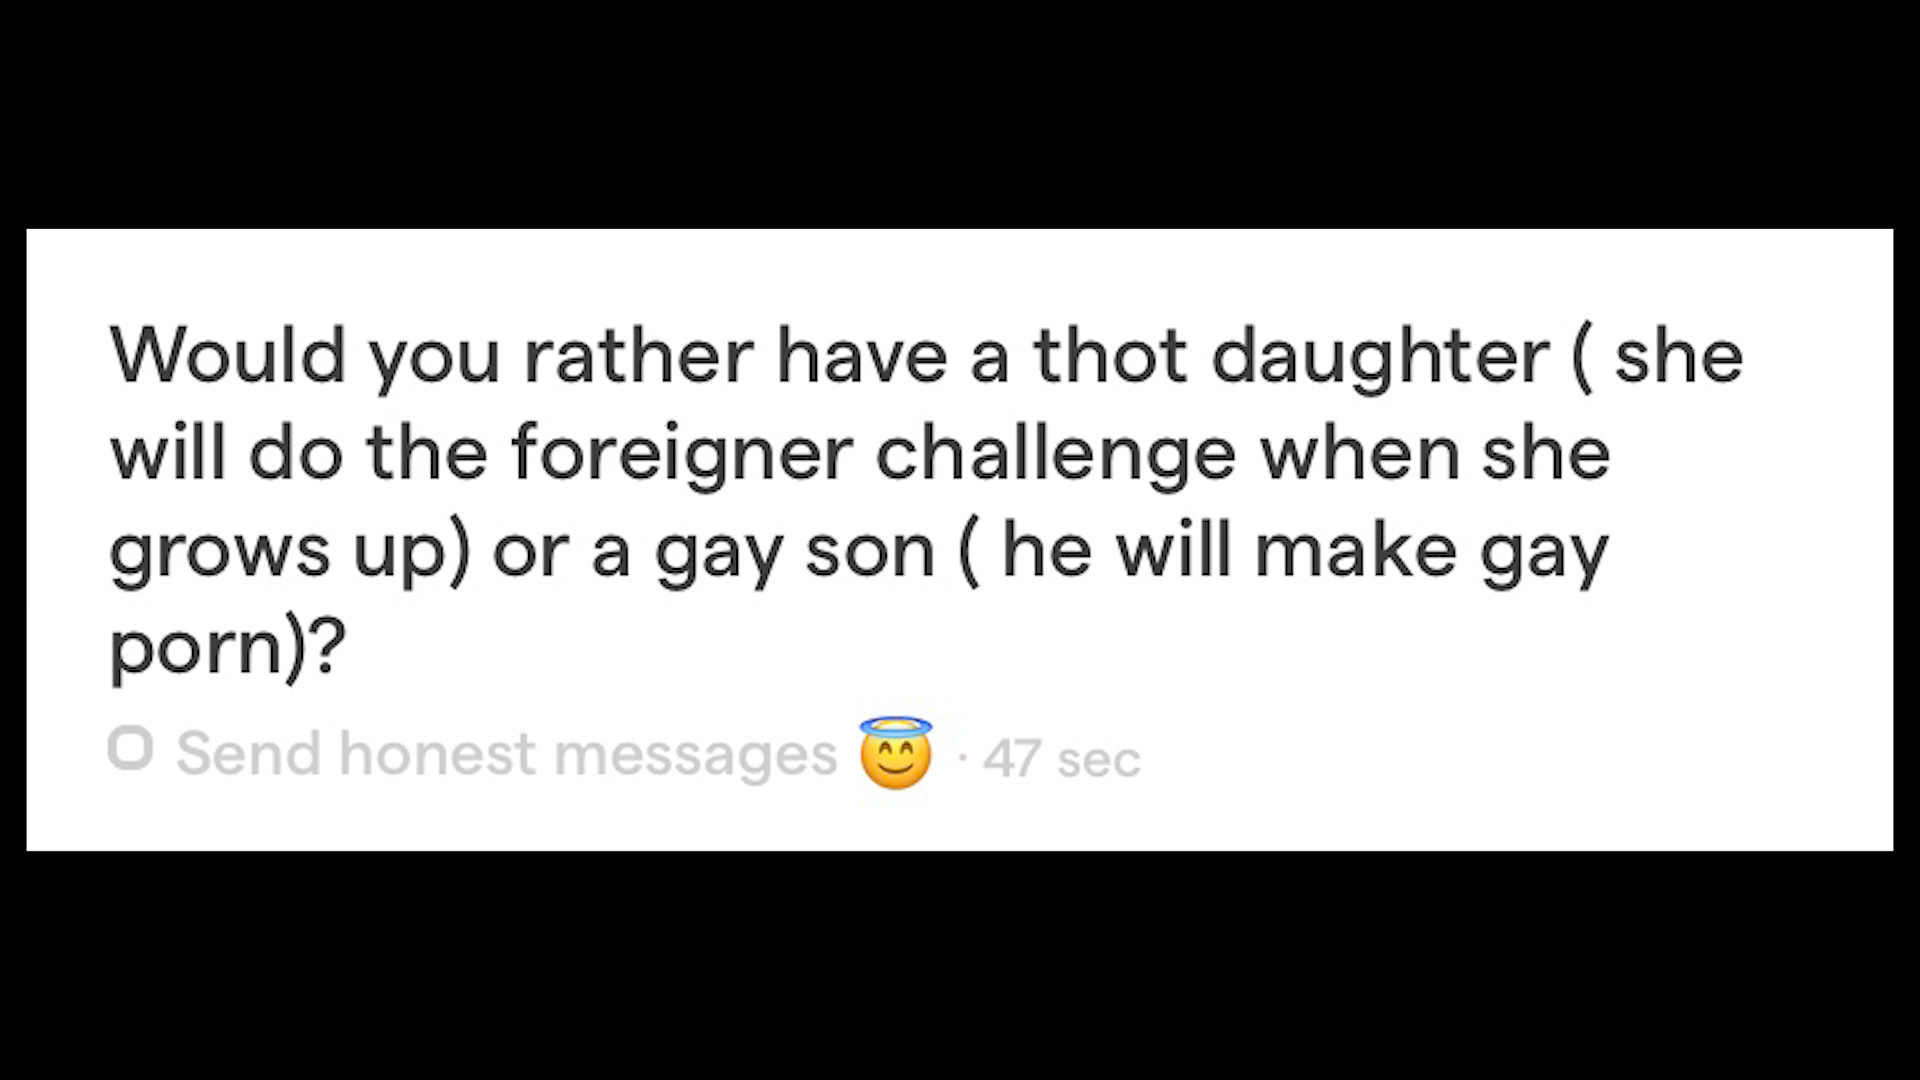 Would you rather have a thot daughter ( she
will do the foreigner challenge when she
grows up) or a gay son ( he will make gay
porn)?
Send honest messages 😇 · 47 sec